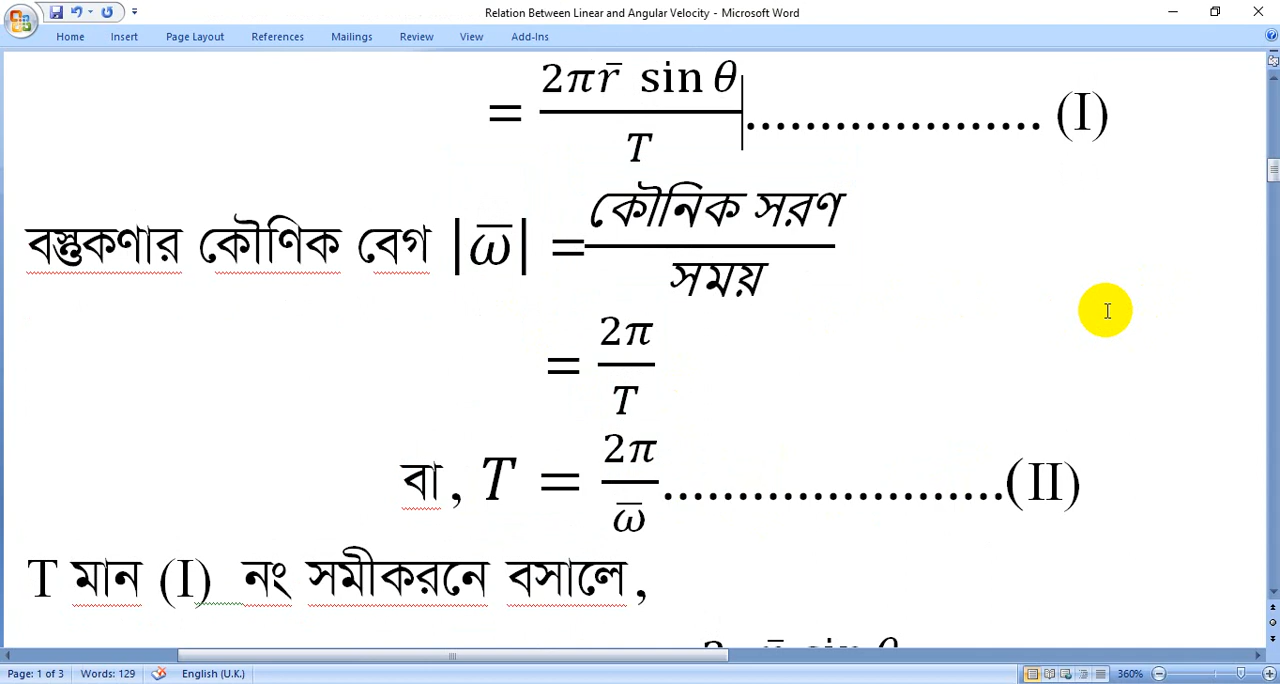 Relation Between Linear and Angular Velocity - Microsoft Word
Home Insert Page Layout References Mailings Review View Add-Ins
= 2πr̄ sin θ / T .................... (I)
বস্তুকণার কৌণিক বেগ |ω̄| = কৌনিক সরণ / সময়
= 2π / T
বা, T = 2π / ω̄ .......................(II)
T মান (I) নং সমীকরনে বসালে,
Page: 1 of 3 Words: 129 English (U.K.) 360%